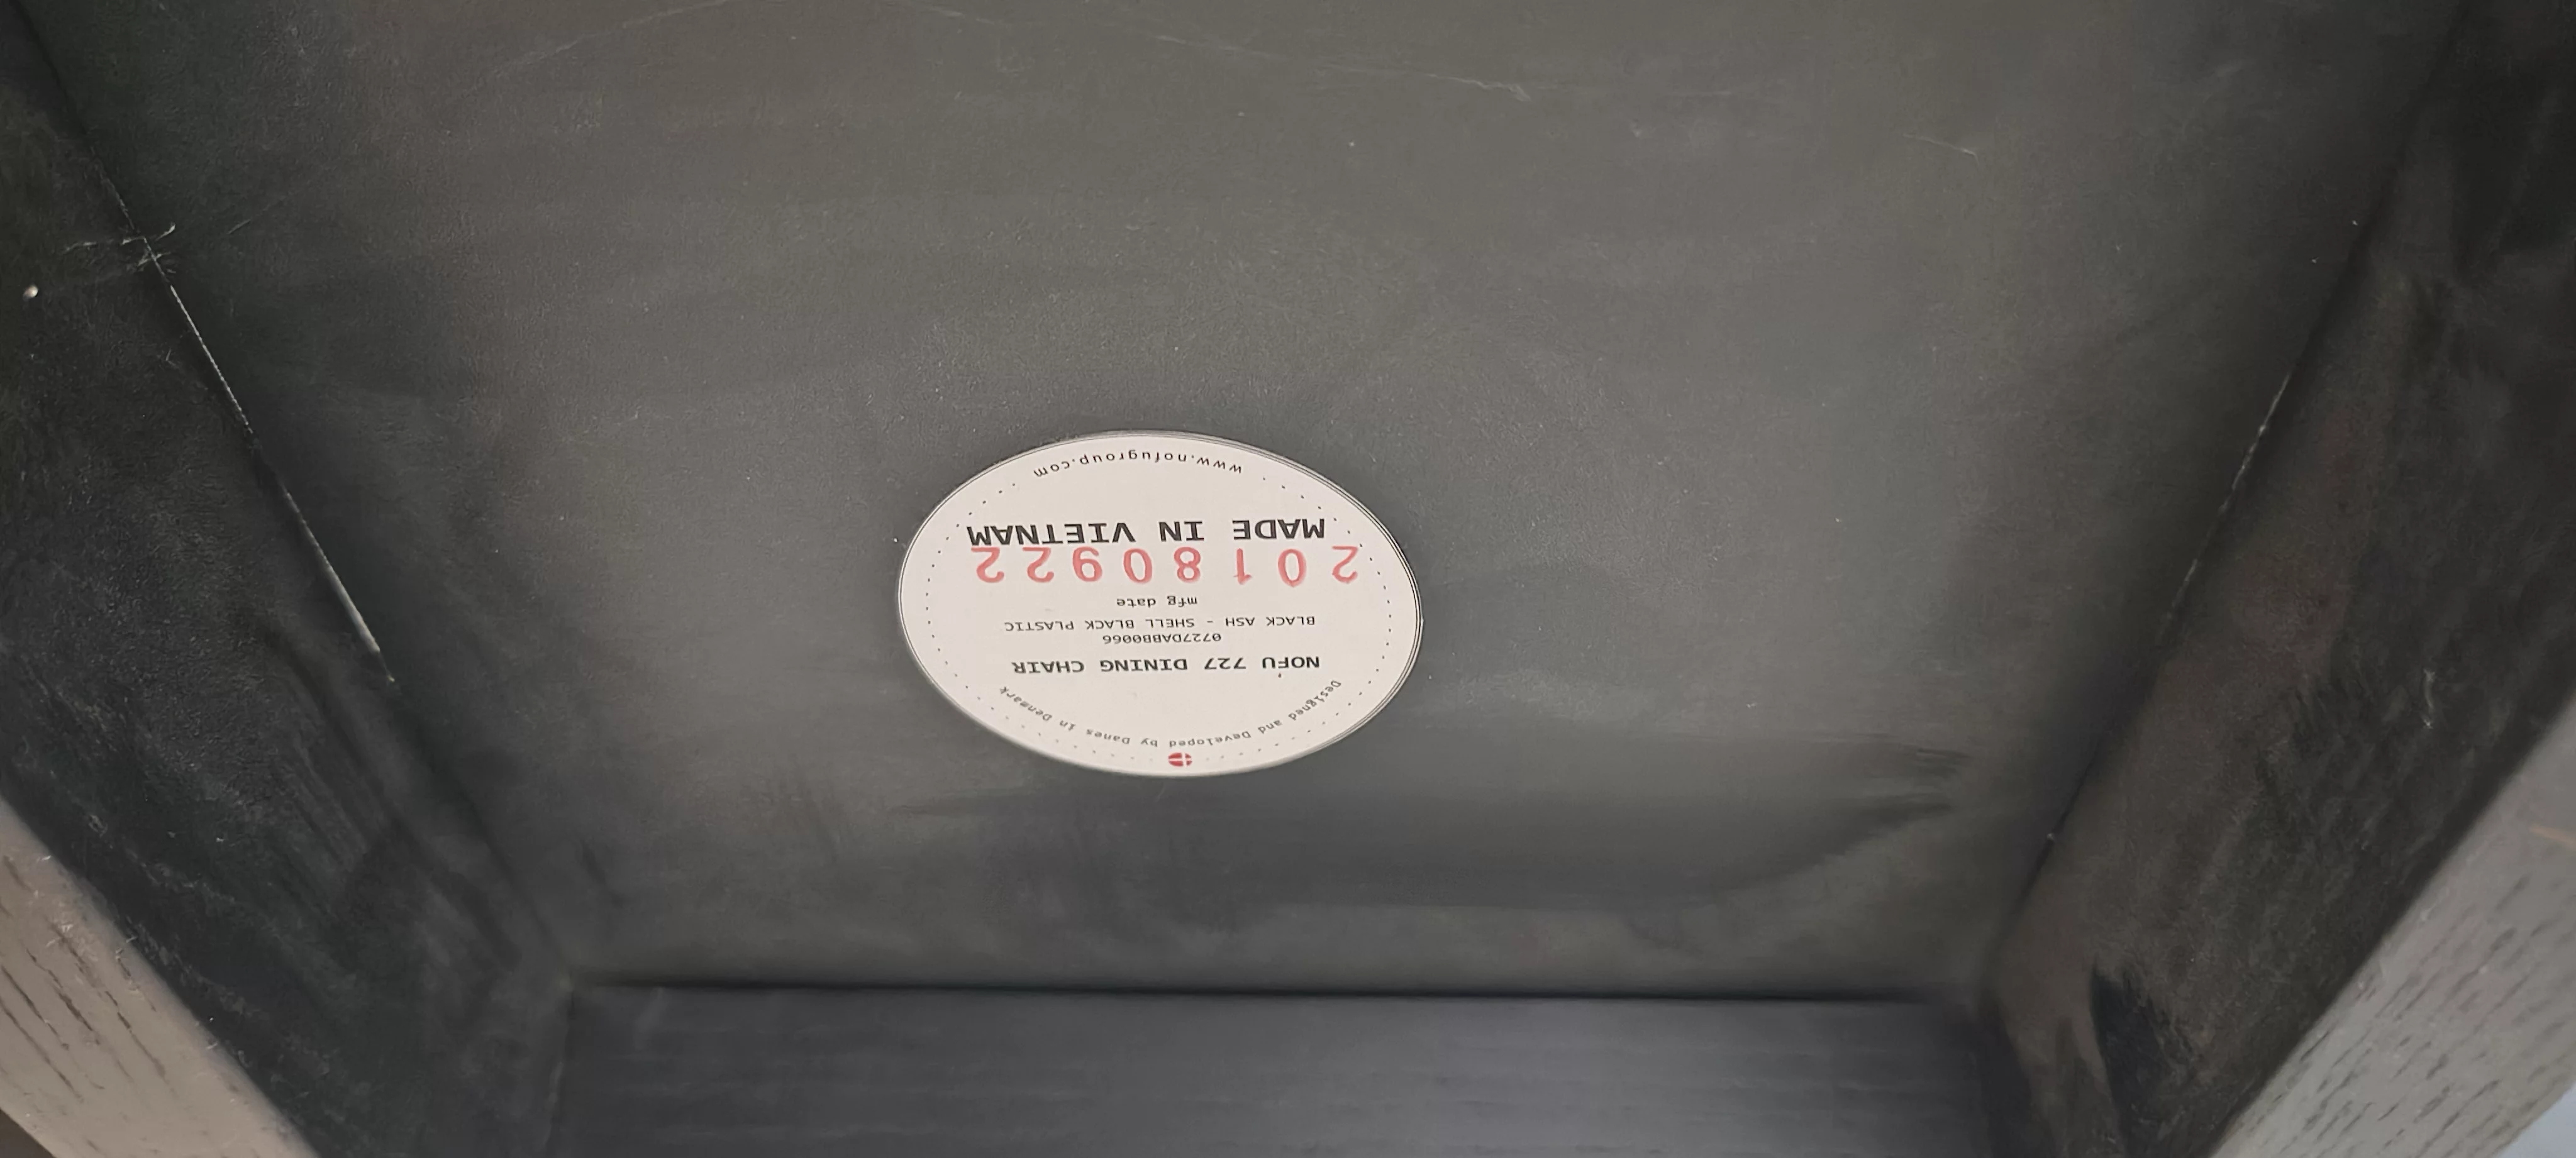 Designed and Developed by Danes in Denmark
NOFU 727 DINING CHAIR
0727DABB0066
BLACK ASH - SHELL BLACK PLASTIC
mfg date
20180922
MADE IN VIETNAM
www.nofugroup.com